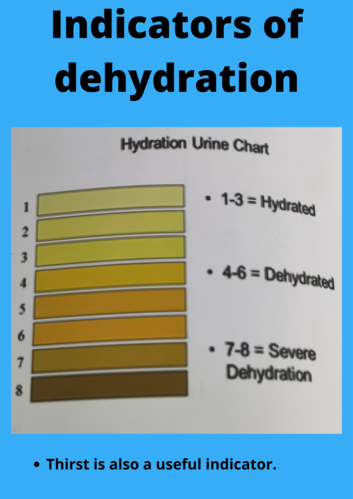 Indicators of
dehydration
Hydration Urine Chart
1
2
3
4
5
6
7
8
• 1-3 = Hydrated
• 4-6 = Dehydrated
• 7-8 = Severe
Dehydration
• Thirst is also a useful indicator.